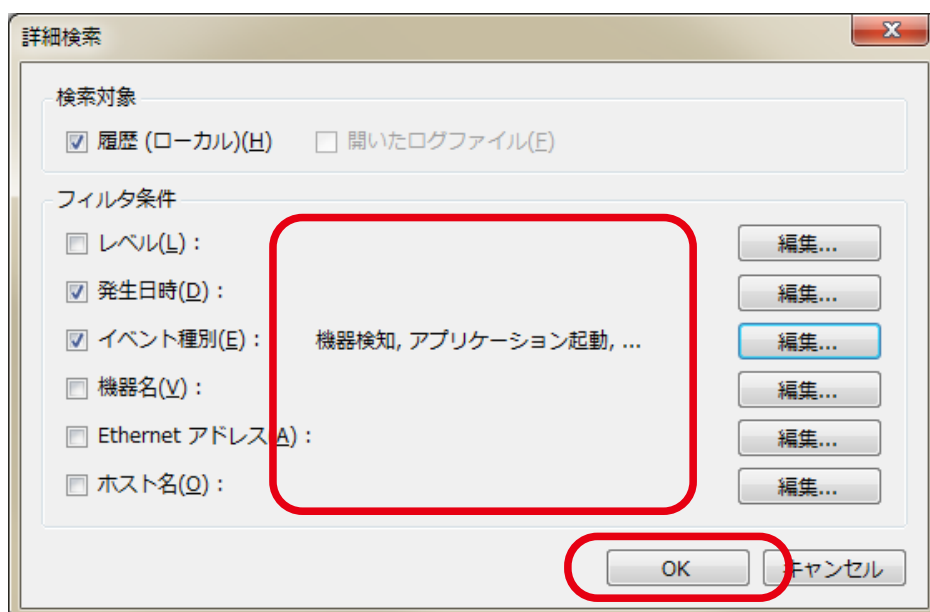 詳細検索
検索対象
履歴 (ローカル)(H) 開いたログファイル(F)
フィルタ条件
レベル(L) : 編集...
発生日時(D) : 編集...
イベント種別(E) : 機器検知, アプリケーション起動, ... 編集...
機器名(V) : 編集...
Ethernet アドレス(A) : 編集...
ホスト名(O) : 編集...
OK キャンセル